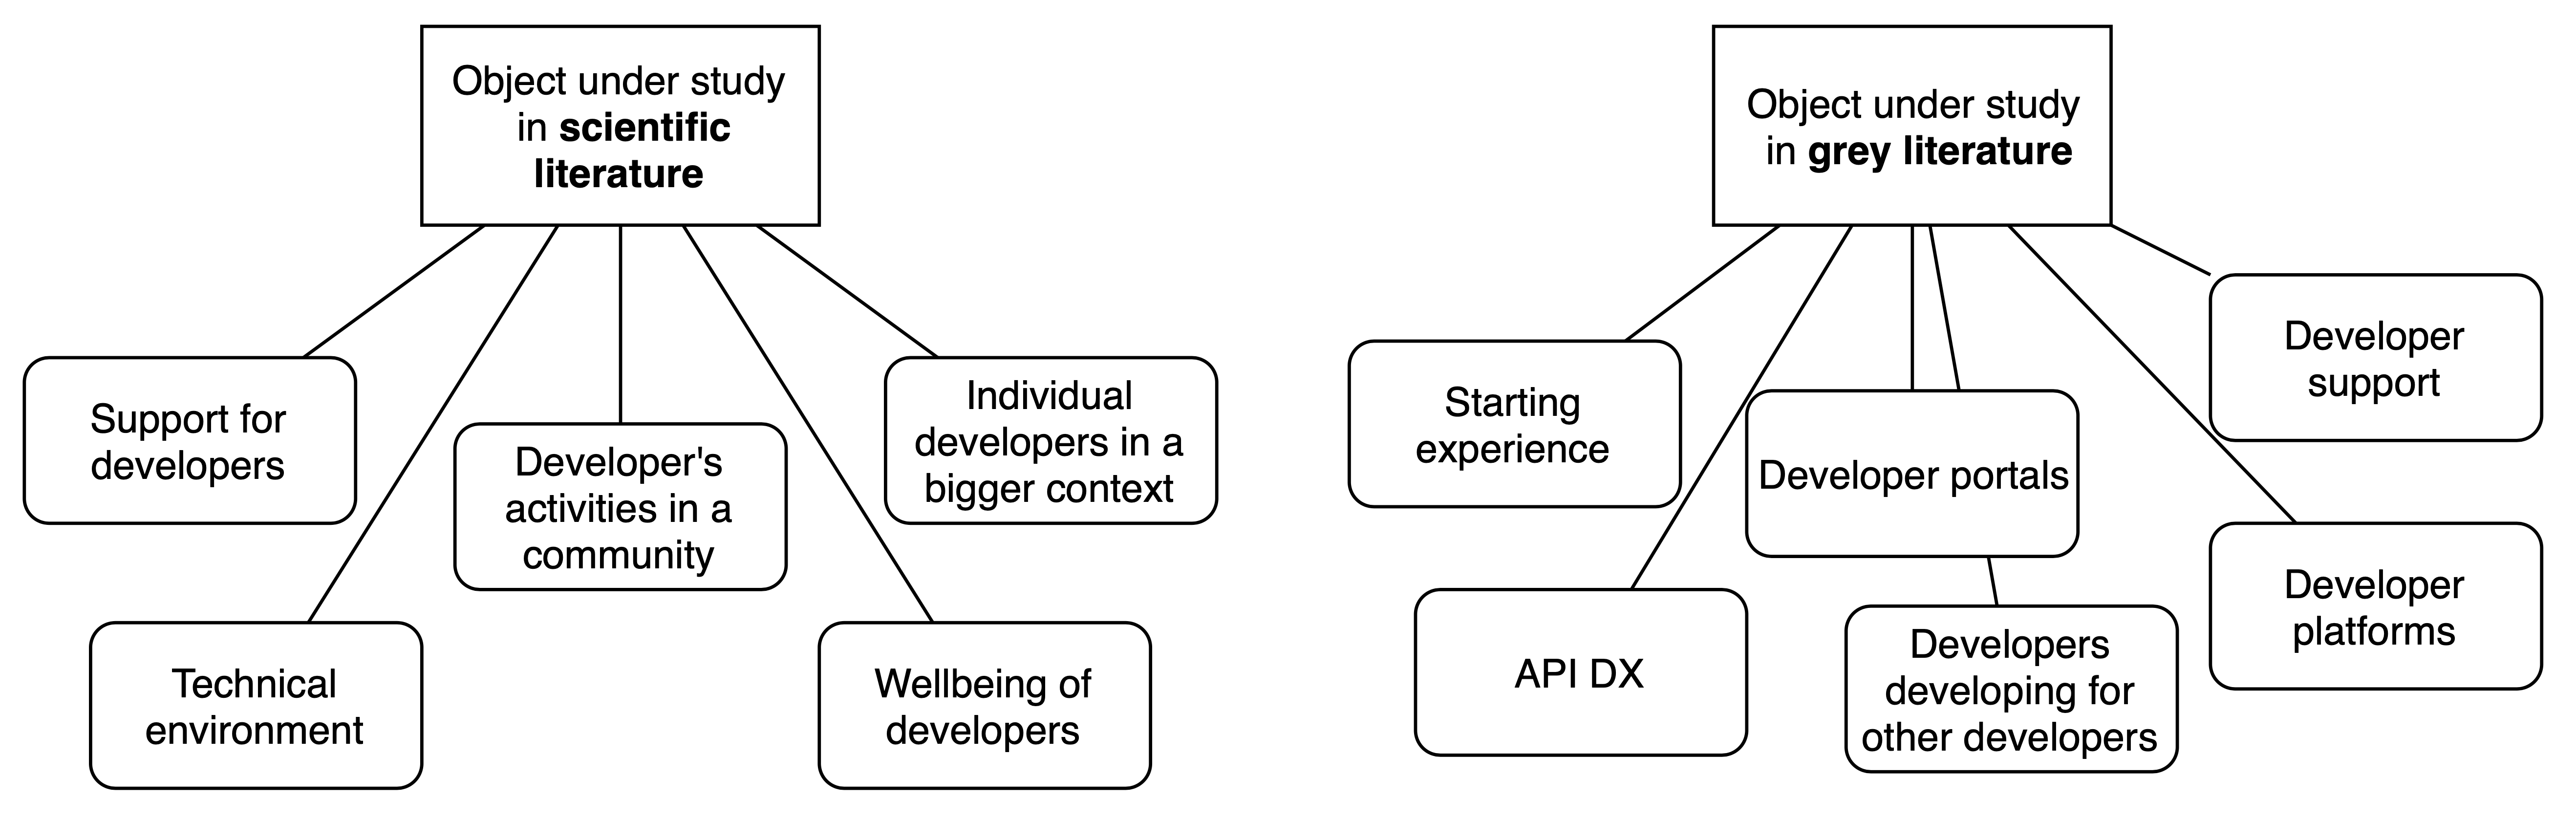 Object under study
in scientific
literature
Support for
developers
Technical
environment
Developer's
activities in a
community
Wellbeing of
developers
Individual
developers in a
bigger context
Object under study
in grey literature
Starting
experience
API DX
Developer portals
Developers
developing for
other developers
Developer
platforms
Developer
support